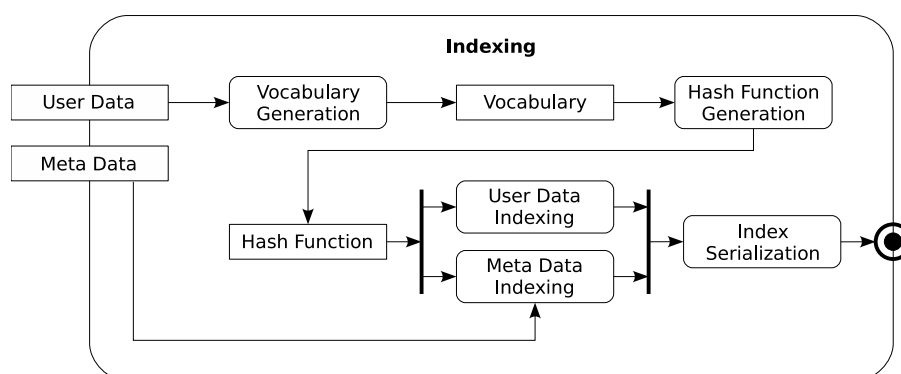 Indexing
User Data
Vocabulary
Generation
Vocabulary
Hash Function
Generation
Meta Data
User Data
Indexing
Hash Function
Meta Data
Indexing
Index
Serialization